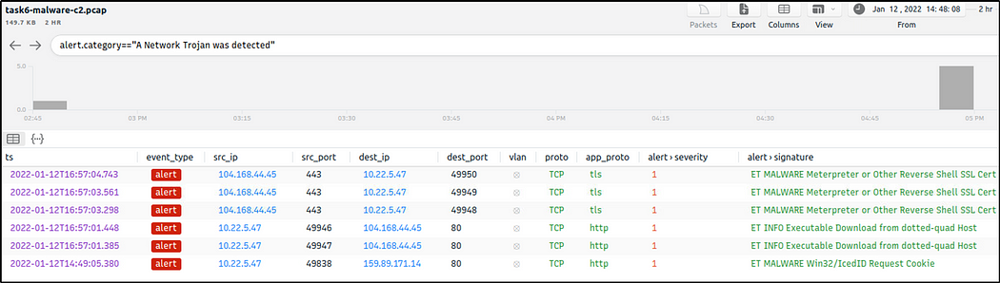 task6-malware-c2.pcap
149.7 KB 2 HR
Packets Export Columns View Jan 12, 2022 14:48:08 2 hr
From
alert.category=="A Network Trojan was detected"
5.0
0.0
02:45 03 PM 03:15 03:30 03:45 04 PM 04:15 04:30 04:45 05 PM
{...}
ts event_type src_ip src_port dest_ip dest_port vlan proto app_proto alert › severity alert › signature
2022-01-12T16:57:04.743 alert 104.168.44.45 443 10.22.5.47 49950 TCP tls 1 ET MALWARE Meterpreter or Other Reverse Shell SSL Cert
2022-01-12T16:57:03.561 alert 104.168.44.45 443 10.22.5.47 49949 TCP tls 1 ET MALWARE Meterpreter or Other Reverse Shell SSL Cert
2022-01-12T16:57:03.298 alert 104.168.44.45 443 10.22.5.47 49948 TCP tls 1 ET MALWARE Meterpreter or Other Reverse Shell SSL Cert
2022-01-12T16:57:01.448 alert 10.22.5.47 49946 104.168.44.45 80 TCP http 1 ET INFO Executable Download from dotted-quad Host
2022-01-12T16:57:01.385 alert 10.22.5.47 49947 104.168.44.45 80 TCP http 1 ET INFO Executable Download from dotted-quad Host
2022-01-12T14:49:05.380 alert 10.22.5.47 49838 159.89.171.14 80 TCP http 1 ET MALWARE Win32/IcedID Request Cookie